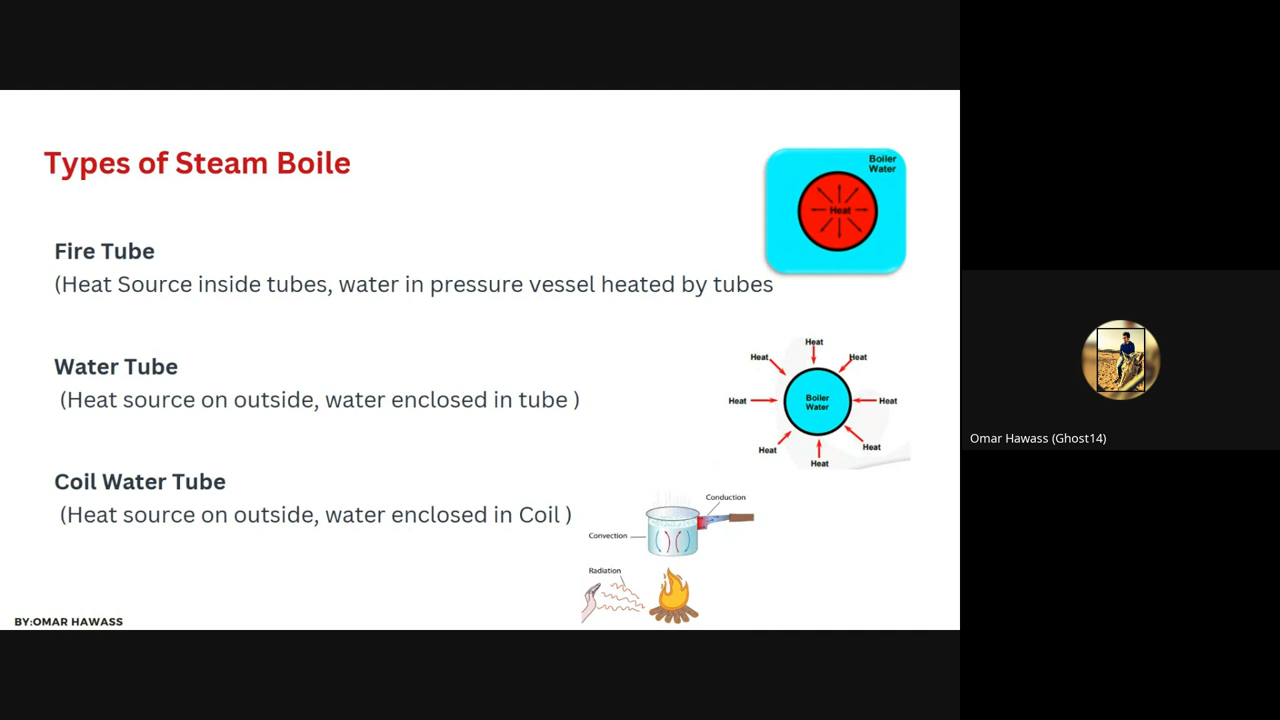 Types of Steam Boile
Boiler
Water
Heat
Fire Tube
(Heat Source inside tubes, water in pressure vessel heated by tubes
Water Tube
(Heat source on outside, water enclosed in tube )
Heat
Heat
Heat
Heat
Boiler
Water
Heat
Heat
Heat
Heat
Coil Water Tube
(Heat source on outside, water enclosed in Coil )
Conduction
Convection
Radiation
BY:OMAR HAWASS
Omar Hawass (Ghost14)